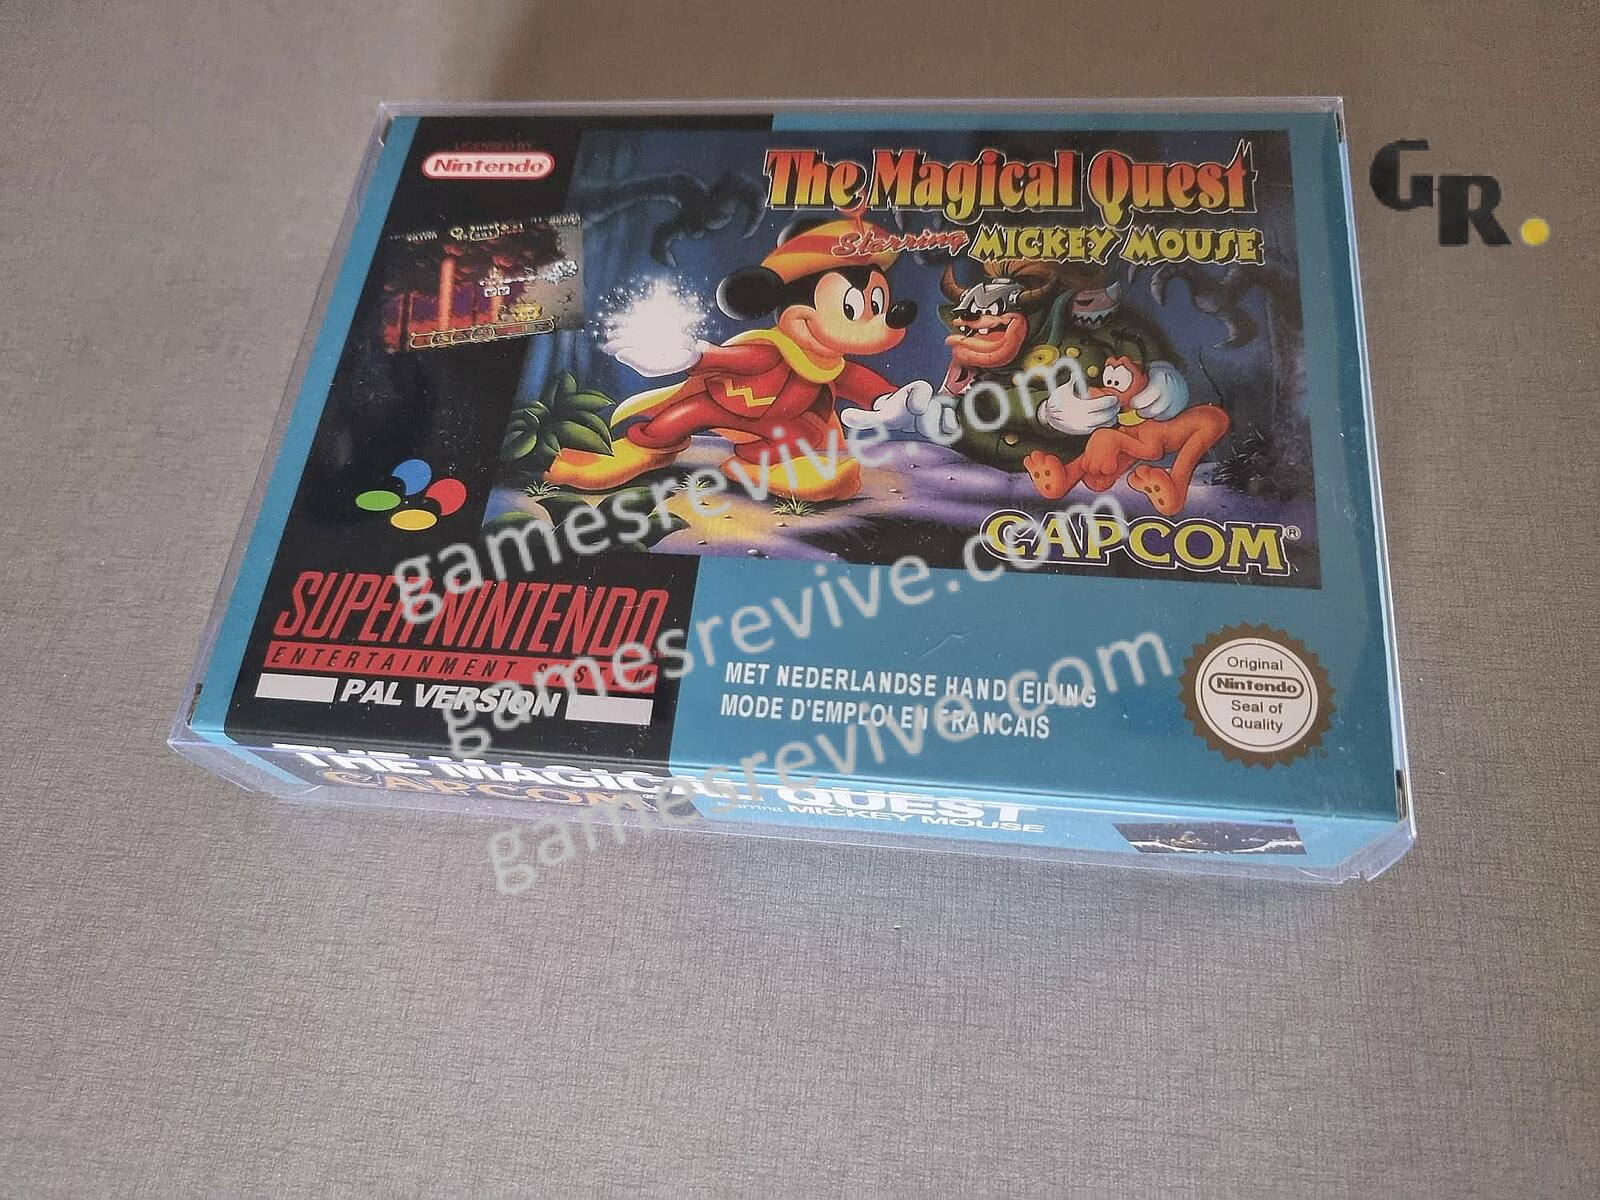 GR.
LICENSED BY
Nintendo®
The Magical Quest
Starring MICKEY MOUSE
CAPCOM®
SUPER NINTENDO
ENTERTAINMENT SYSTEM
PAL VERSION
MET NEDERLANDSE HANDLEIDING
MODE D'EMPLOI EN FRANCAIS
Original
Nintendo
Seal of
Quality
TM
THE MAGICAL QUEST
CAPCOM
Starring MICKEY MOUSE
gamesrevive.com
gamesrevive.com
gamesrevive.com